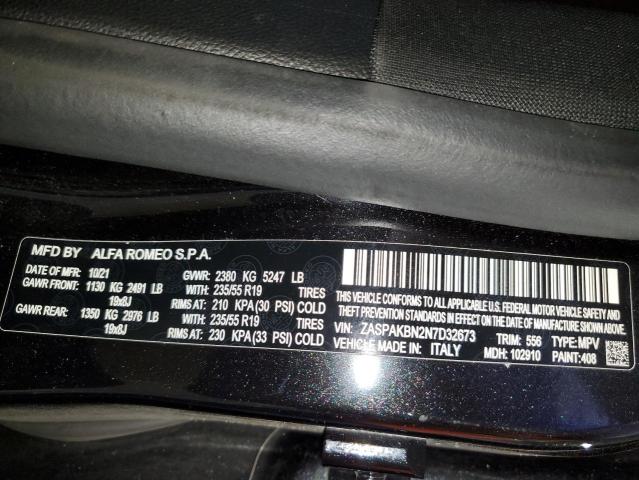 MFD BY ALFA ROMEO S.P.A.
DATE OF MFR: 10/21 GVWR: 2380 KG 5247 LB
GAWR FRONT: 1130 KG 2491 LB WITH 235/55 R19 TIRES
19x8J RIMS AT: 210 KPA(30 PSI) COLD
GAWR REAR: 1350 KG 2976 LB WITH 235/55 R19 TIRES
19x8J RIMS AT: 230 KPA (33 PSI) COLD
THIS VEHICLE CONFORMS TO ALL APPLICABLE U.S. FEDERAL MOTOR VEHICLE SAFETY, BUMPER, AND
THEFT PREVENTION STANDARDS IN EFFECT ON THE DATE OF MANUFACTURE SHOWN ABOVE.
VIN: ZASPAKBN2N7D32673 TRIM: 556 TYPE: MPV
VEHICLE MADE IN: ITALY MDH: 102910 PAINT: 408